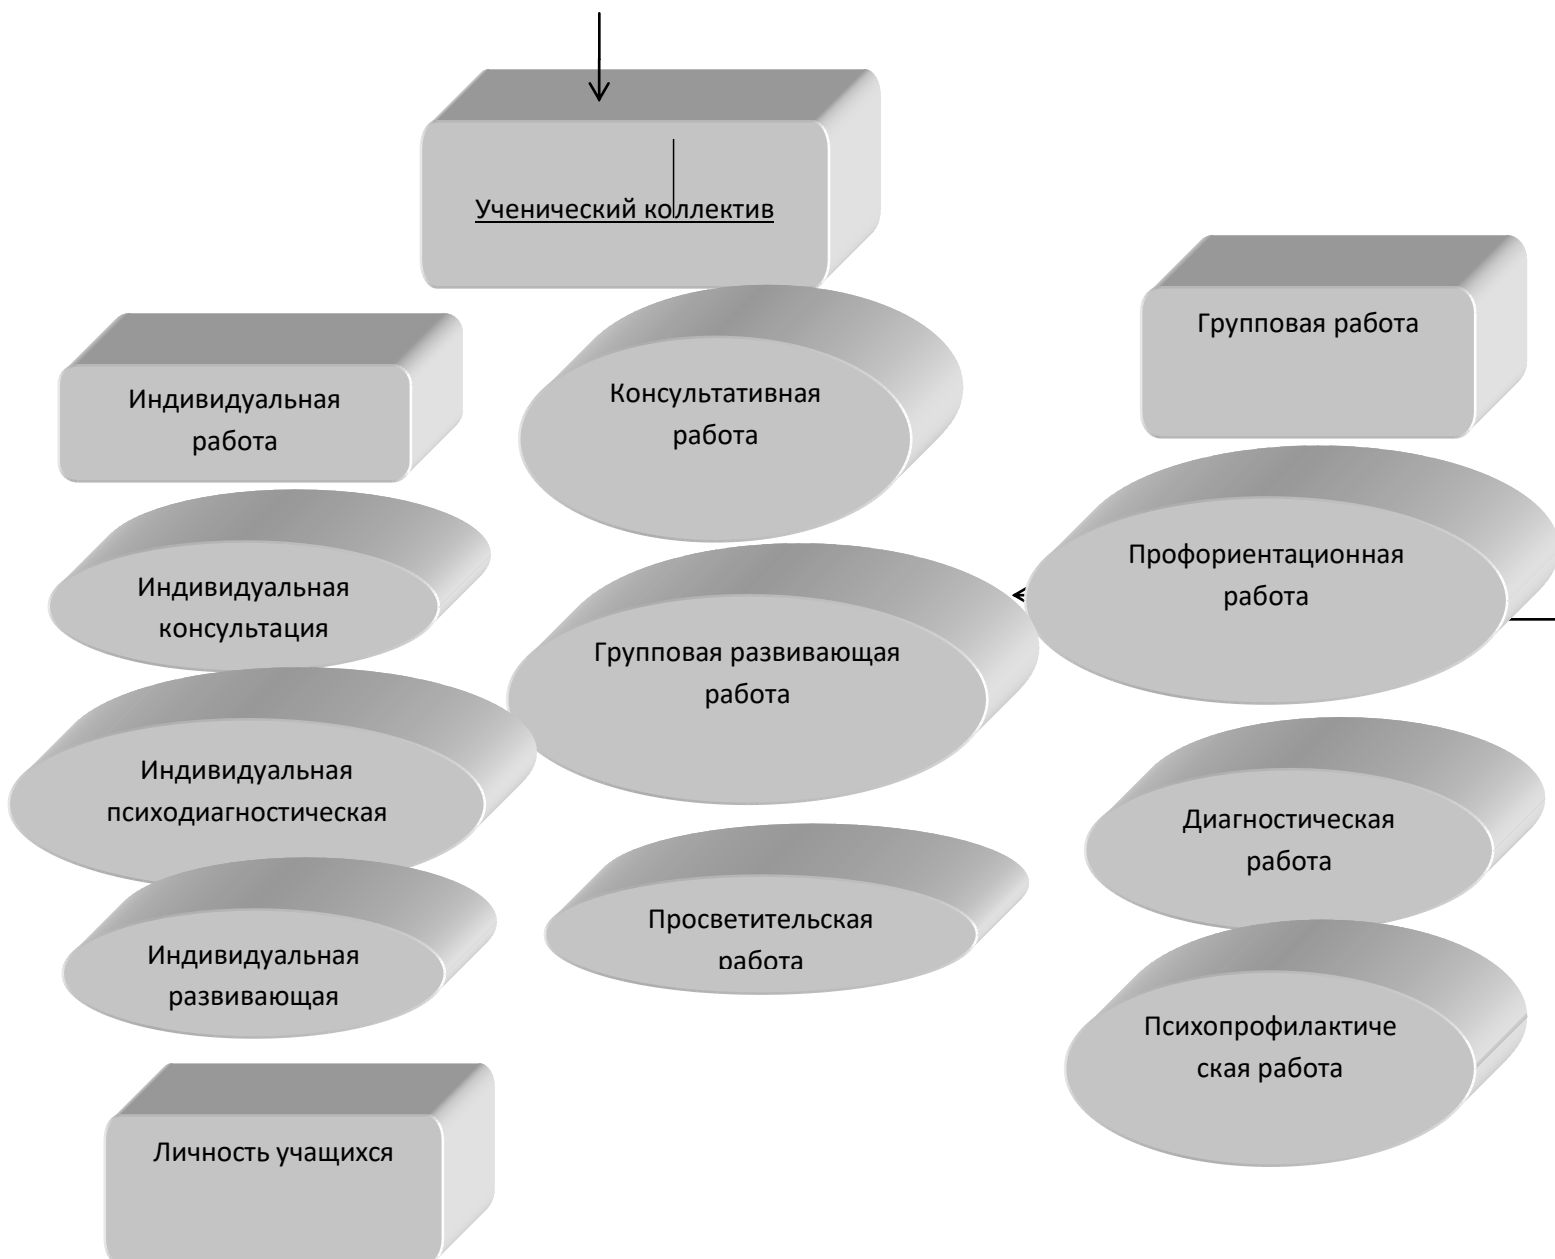 Ученический коллектив
Групповая работа
Индивидуальная
работа
Консультативная
работа
Профориентационная
работа
Индивидуальная
консультация
Групповая развивающая
работа
Индивидуальная
психодиагностическая
Диагностическая
работа
Просветительская
работа
Индивидуальная
развивающая
Психопрофилактиче
ская работа
Личность учащихся